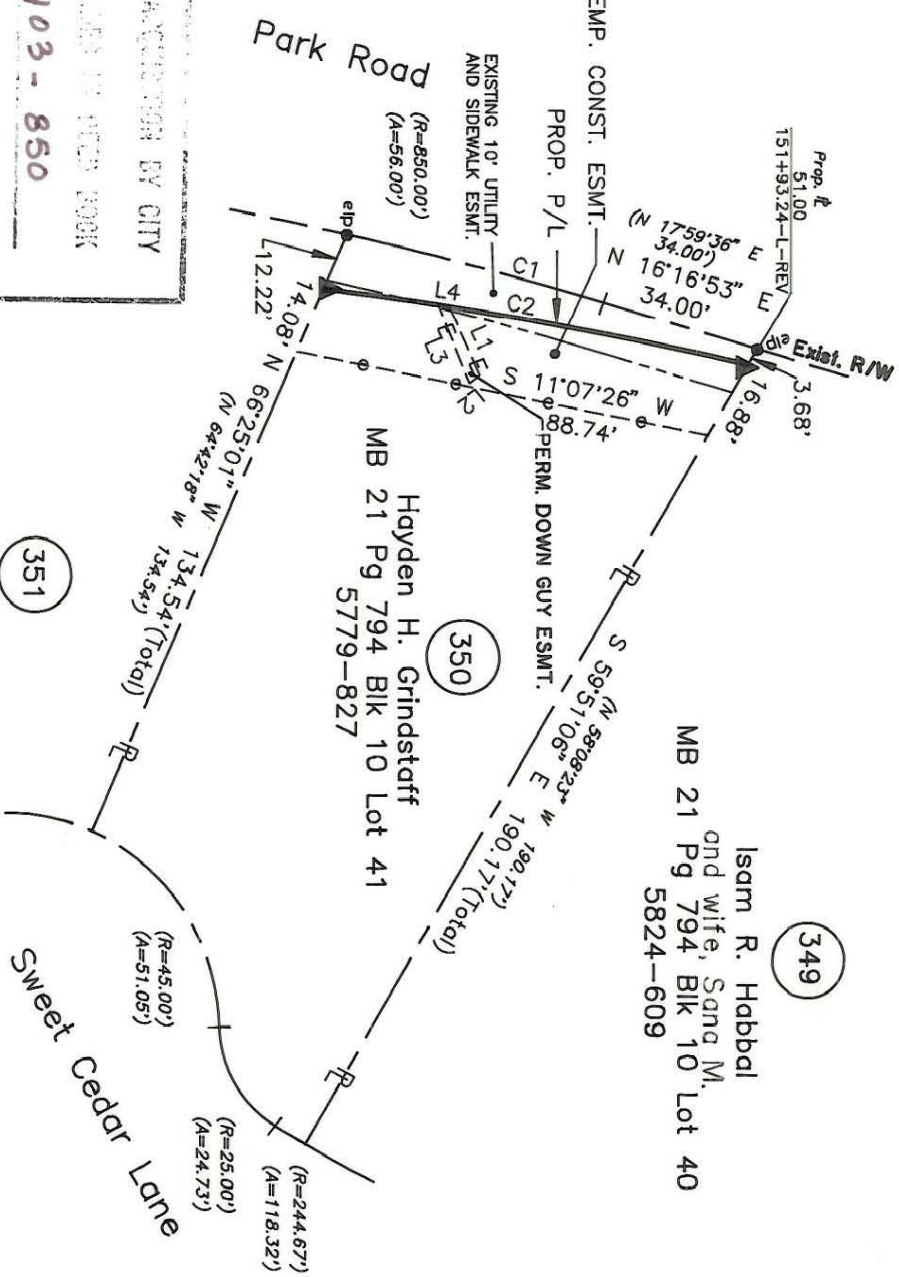 Prop. ℄
51.00
151+93.24-L-REV
Exist. R/W
eip
3.68'
16.88'
(N 17°59'36" E
34.00')
N 16°16'53" E
34.00'
CONST. ESMT.
PROP. P/L
EXISTING 10' UTILITY
AND SIDEWALK ESMT.
Park Road
(R=850.00')
(A=56.00')
C1
C2
L4
L1
L3
L2
E
E
S 11°07'26" W
88.74'
PERM. DOWN GUY ESMT.
eip
12.22'
14.08'
N 66°25'01" W 134.54' (Total)
(N 64°42'18" W 134.54')
S 59°51'06" E 190.17' (Total)
(N 58°08'23" W 190.17')
349
Isam R. Habbal
and wife, Sana M.
MB 21 Pg 794 Blk 10 Lot 40
5824-609
350
Hayden H. Grindstaff
MB 21 Pg 794 Blk 10 Lot 41
5779-827
351
(R=45.00')
(A=51.05')
(R=25.00')
(A=24.73')
(R=244.67')
(A=118.32')
Sweet Cedar Lane
BY CITY
BOOK
03-850